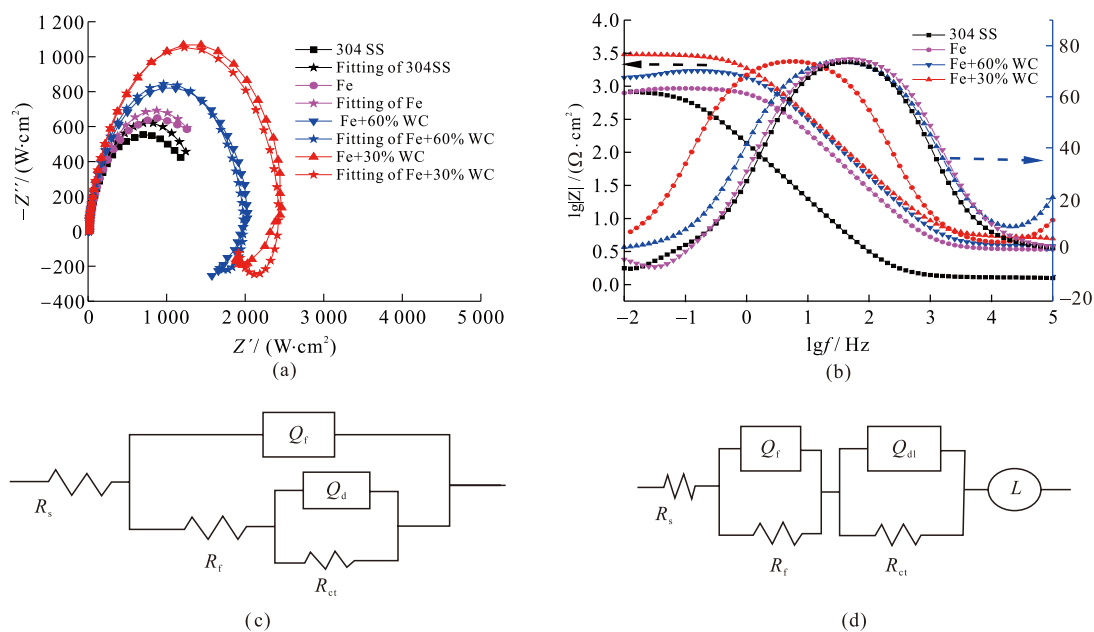 (a)
1 200
1 000
800
600
400
200
0
−200
−400
−Z″/ (W·cm²)
0
1 000
2 000
3 000
4 000
5 000
Z′/ (W·cm²)
304 SS
Fitting of 304SS
Fe
Fitting of Fe
Fe+60% WC
Fitting of Fe+60% WC
Fe+30% WC
Fitting of Fe+30% WC
(a)
(b)
4.0
3.5
3.0
2.5
2.0
1.5
1.0
0.5
0.0
lg|Z| / (Ω · cm²)
−2
−1
0
1
2
3
4
5
lgf / Hz
304 SS
Fe
Fe+60% WC
Fe+30% WC
80
60
40
20
0
−20
(b)
Rs
Qf
Rf
Qd
Rct
(c)
Rs
Qf
Rf
Qdl
Rct
L
(d)